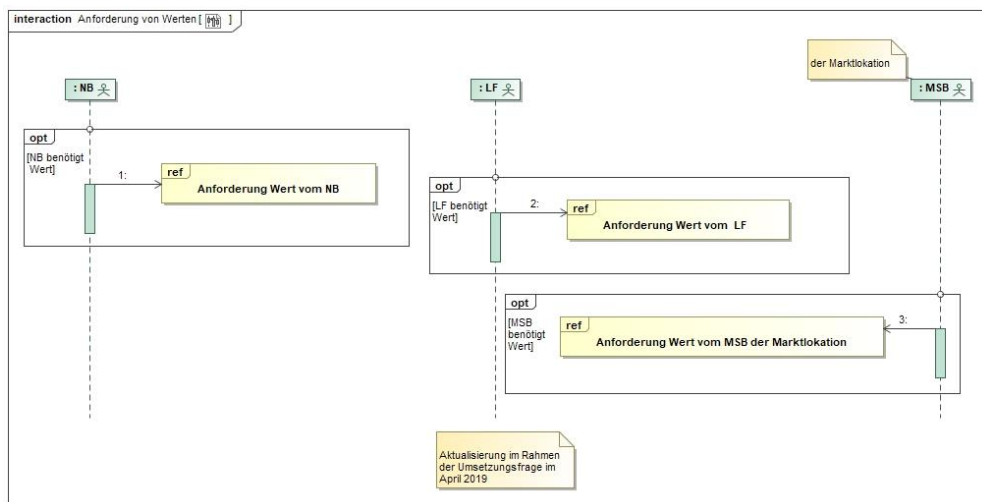 interaction Anforderung von Werten [ ]
der Marktlokation
: NB
: LF
: MSB
opt
[NB benötigt
Wert]
1:
ref
Anforderung Wert vom NB
opt
[LF benötigt
Wert]
2:
ref
Anforderung Wert vom LF
opt
[MSB
benötigt
Wert]
3:
ref
Anforderung Wert vom MSB der Marktlokation
Aktualisierung im Rahmen
der Umsetzungsfrage im
April 2019